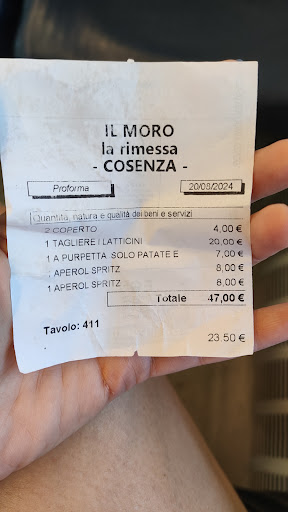 IL MORO
la rimessa
- COSENZA -
Proforma 20/08/2024
Quantità, natura e qualità dei beni e servizi
2 COPERTO 4,00 €
1 TAGLIERE I LATTICINI 20,00 €
1 A PURPETTA SOLO PATATE E 7,00 €
APEROL SPRITZ 8,00 €
1 APEROL SPRITZ 8,00 €
Totale 47,00 €
Tavolo: 411
23.50 €